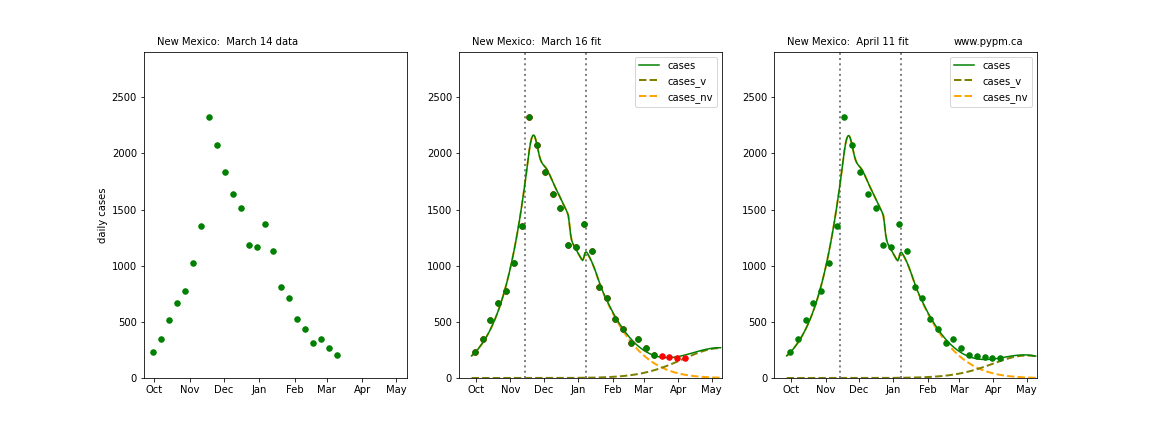 New Mexico: March 14 data
daily cases
2500
2000
1500
1000
500
0
Oct Nov Dec Jan Feb Mar Apr May
New Mexico: March 16 fit
cases
cases_v
cases_nv
2500
2000
1500
1000
500
0
Oct Nov Dec Jan Feb Mar Apr May
New Mexico: April 11 fit www.pypm.ca
cases
cases_v
cases_nv
2500
2000
1500
1000
500
0
Oct Nov Dec Jan Feb Mar Apr May